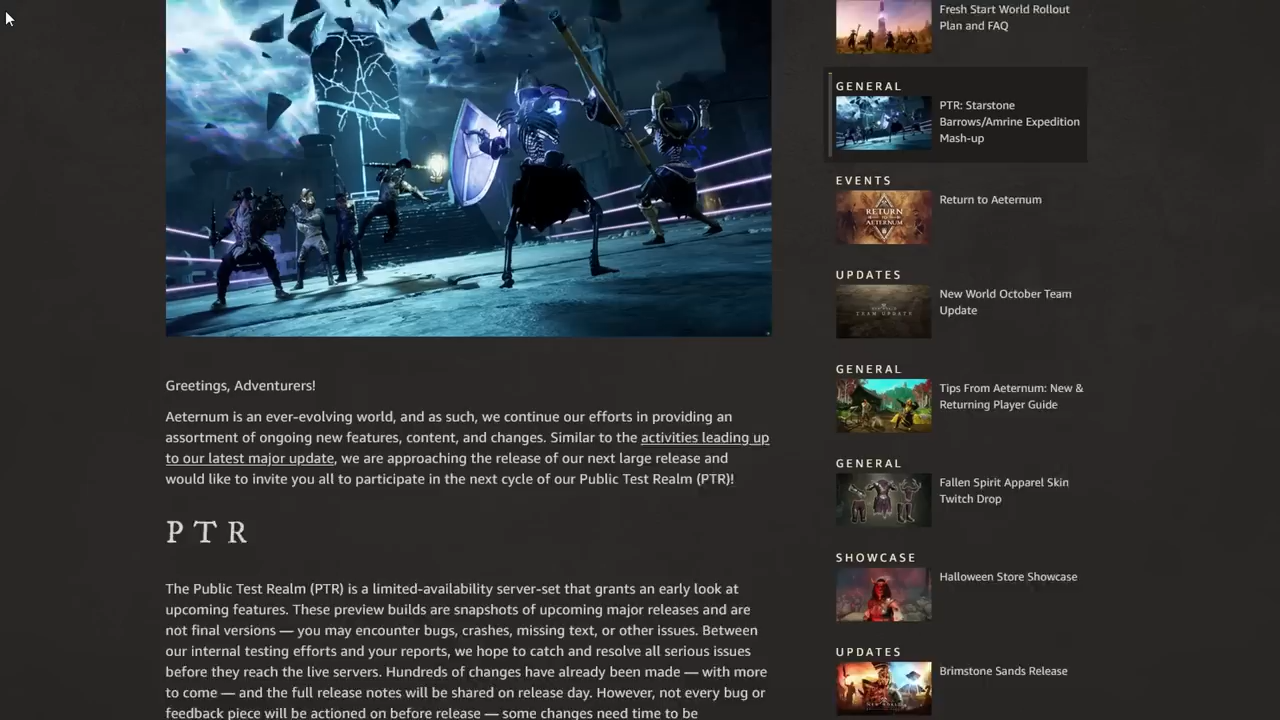 Greetings, Adventurers!
Aeternum is an ever-evolving world, and as such, we continue our efforts in providing an
assortment of ongoing new features, content, and changes. Similar to the activities leading up
to our latest major update, we are approaching the release of our next large release and
would like to invite you all to participate in the next cycle of our Public Test Realm (PTR)!
PTR
The Public Test Realm (PTR) is a limited-availability server-set that grants an early look at
upcoming features. These preview builds are snapshots of upcoming major releases and are
not final versions — you may encounter bugs, crashes, missing text, or other issues. Between
our internal testing efforts and your reports, we hope to catch and resolve all serious issues
before they reach the live servers. Hundreds of changes have already been made — with more
to come — and the full release notes will be shared on release day. However, not every bug or
feedback piece will be actioned on before release — some changes need time to be
Fresh Start World Rollout
Plan and FAQ
GENERAL
PTR: Starstone
Barrows/Amrine Expedition
Mash-up
EVENTS
RETURN
TO
AETERNUM
Return to Aeternum
UPDATES
TEAM UPDATE
New World October Team
Update
GENERAL
Tips From Aeternum: New &
Returning Player Guide
GENERAL
Fallen Spirit Apparel Skin
Twitch Drop
SHOWCASE
Halloween Store Showcase
UPDATES
NEW WORLD
Brimstone Sands Release